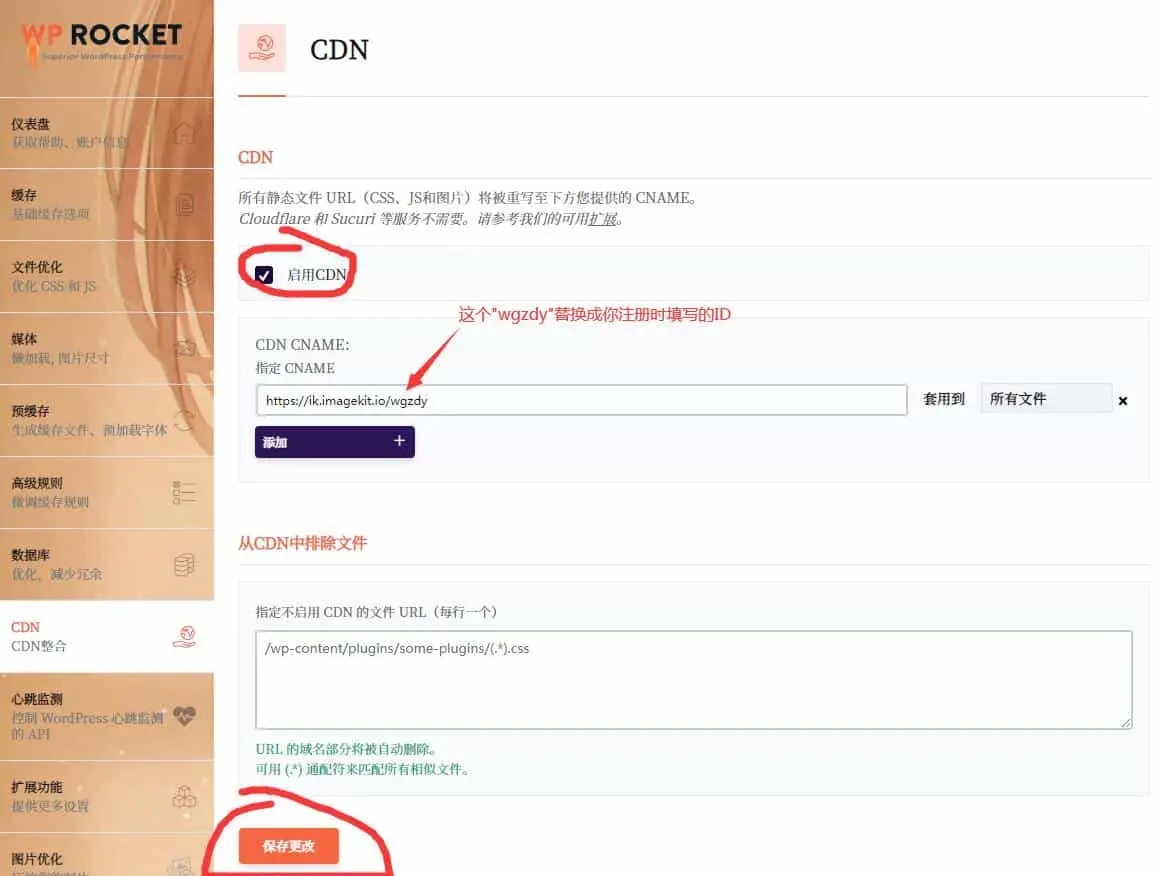 WP ROCKET
Superior WordPress Performance
仪表盘
获取帮助、账户信息
缓存
基础缓存选项
文件优化
优化 CSS 和 JS
媒体
懒加载, 图片尺寸
预缓存
生成缓存文件、预加载字体
高级规则
微调缓存规则
数据库
优化，减少冗余
CDN
CDN整合
心跳监测
控制 WordPress 心跳监测
的 API
扩展功能
提供更多设置
图片优化
CDN
CDN
所有静态文件 URL（CSS、JS和图片）将被重写至下方您提供的 CNAME。
Cloudflare 和 Sucuri 等服务不需要。请参考我们的可用扩展。
启用CDN
这个"wgzdy"替换成你注册时填写的ID
CDN CNAME:
指定 CNAME
https://ik.imagekit.io/wgzdy
套用到
所有文件
添加 +
从CDN中排除文件
指定不启用 CDN 的文件 URL（每行一个）
/wp-content/plugins/some-plugins/(.*).css
URL 的域名部分将被自动删除。
可用 (.*) 通配符来匹配所有相似文件。
保存更改